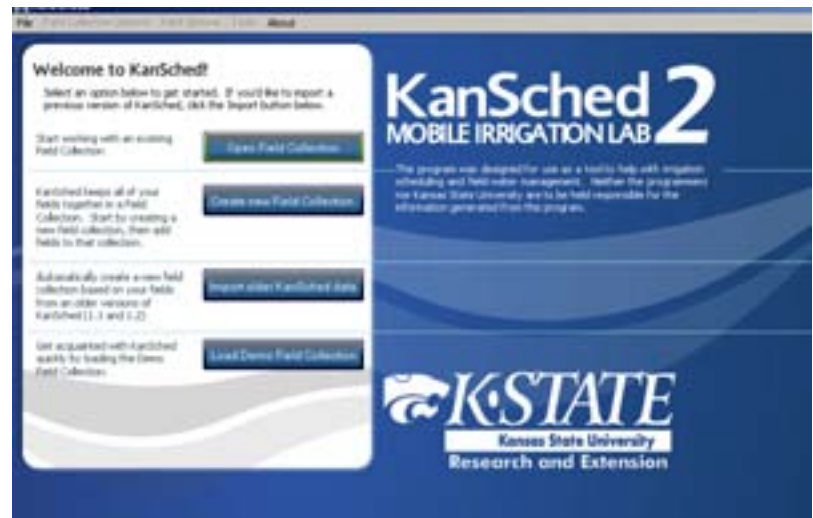 File Field Collection Options Field Options Tools About
Welcome to KanSched!
Select an option below to get started. If you'd like to import a
previous version of KanSched, click the Import button below.
Start working with an existing
Field Collection
Open Field Collection
KanSched keeps all of your
fields together in a Field
Collection. Start by creating a
new field collection, then add
fields to that collection.
Create new Field Collection
Automatically create a new field
collection based on your fields
from an older versions of
KanSched (1.1 and 1.2)
Import older KanSched data
Get acquainted with KanSched
quickly by loading the Demo
Field Collection
Load Demo Field Collection
KanSched 2
MOBILE IRRIGATION LAB
This program was designed for use as a tool to help with irrigation
scheduling and field water management. Neither the programmers
nor Kansas State University are to be held responsible for the
information generated from this program.
K-STATE
Kansas State University
Research and Extension